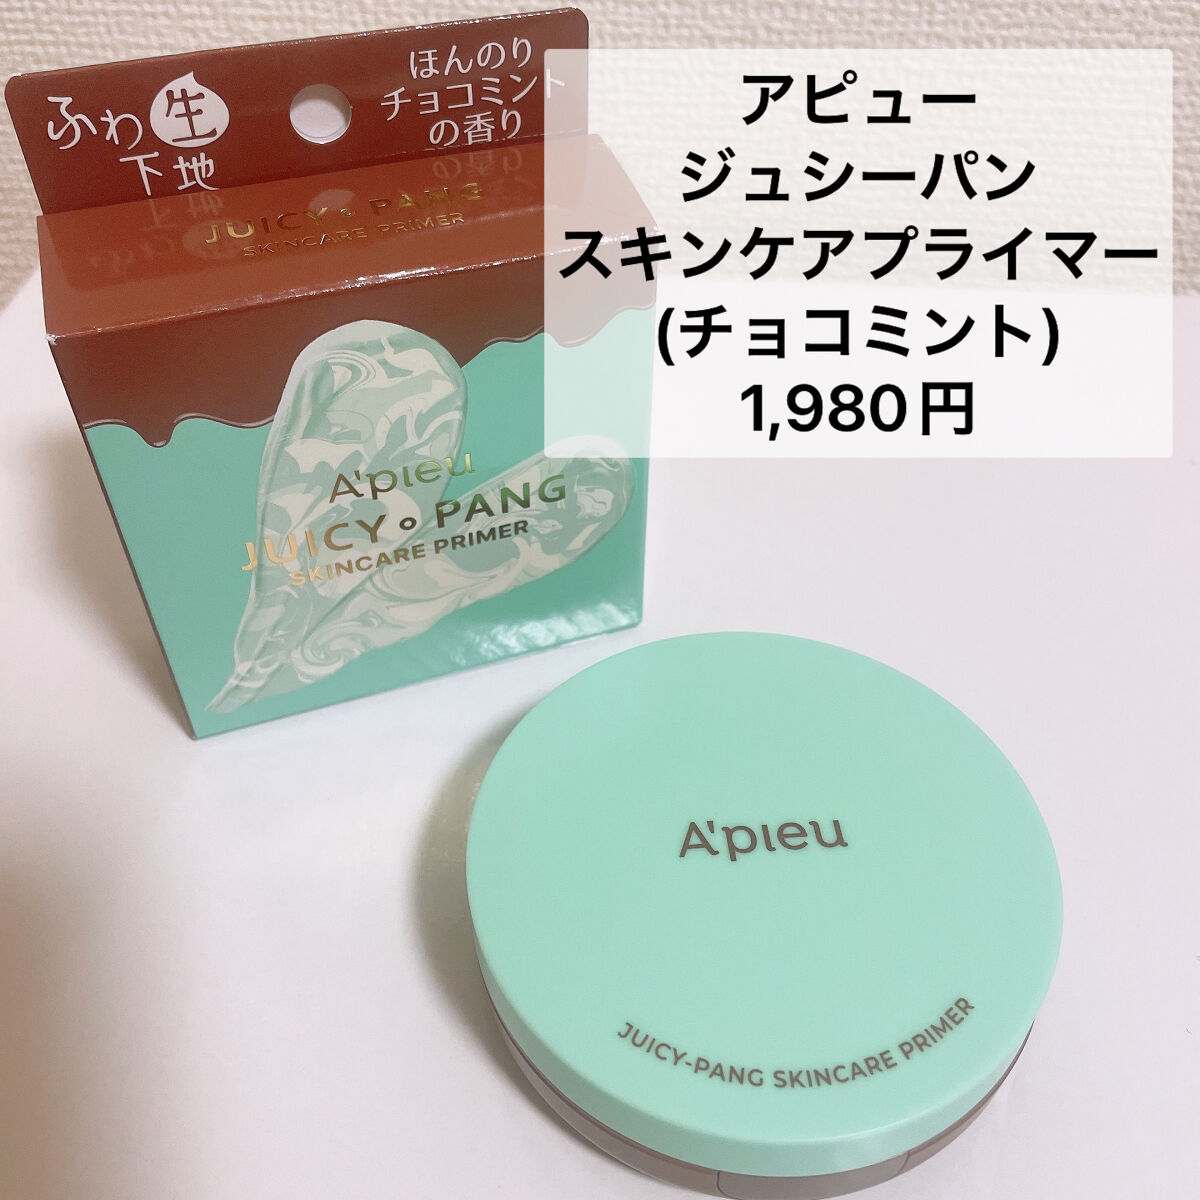 ふわ生
下地
ほんのり
チョコミント
の香り
JUICY・PANG
SKINCARE PRIMER
A'pieu
JUICY・PANG
SKINCARE PRIMER
アピュー
ジュシーパン
スキンケアプライマー
(チョコミント)
1,980円
A'pieu
JUICY-PANG SKINCARE PRIMER